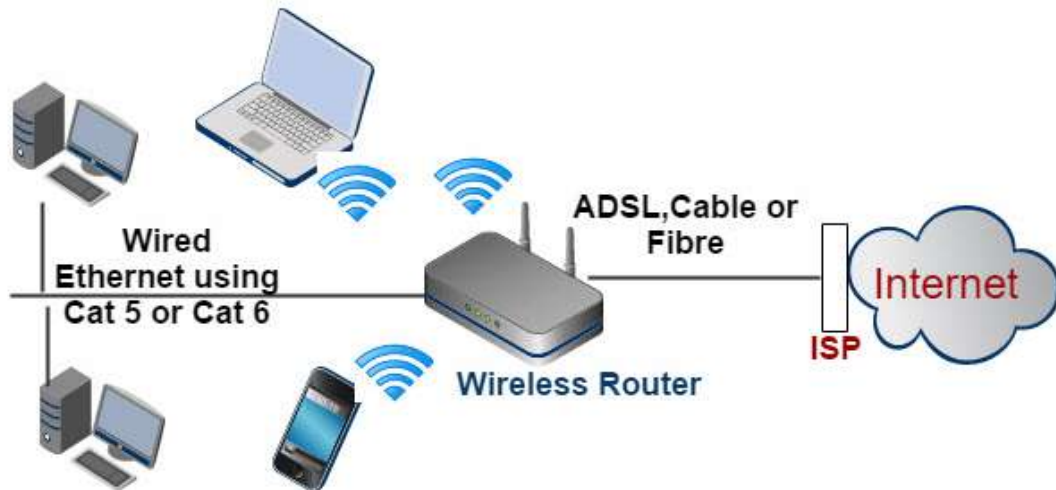 Wired
Ethernet using
Cat 5 or Cat 6
ADSL,Cable or
Fibre
Internet
ISP
Wireless Router